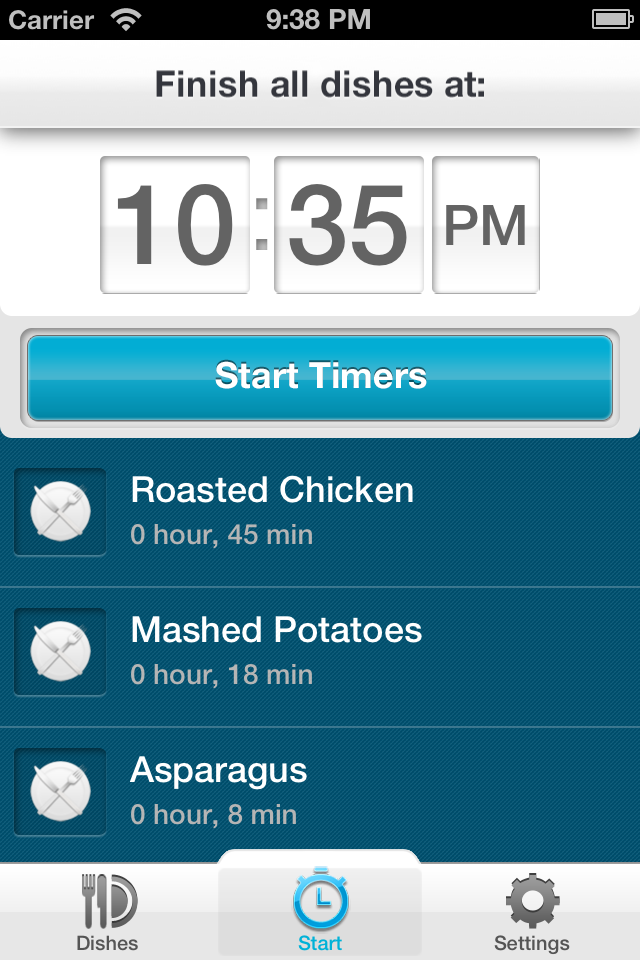 Carrier 9:38 PM
Finish all dishes at:
10:35 PM
Start Timers
Roasted Chicken
0 hour, 45 min
Mashed Potatoes
0 hour, 18 min
Asparagus
0 hour, 8 min
Dishes Start Settings